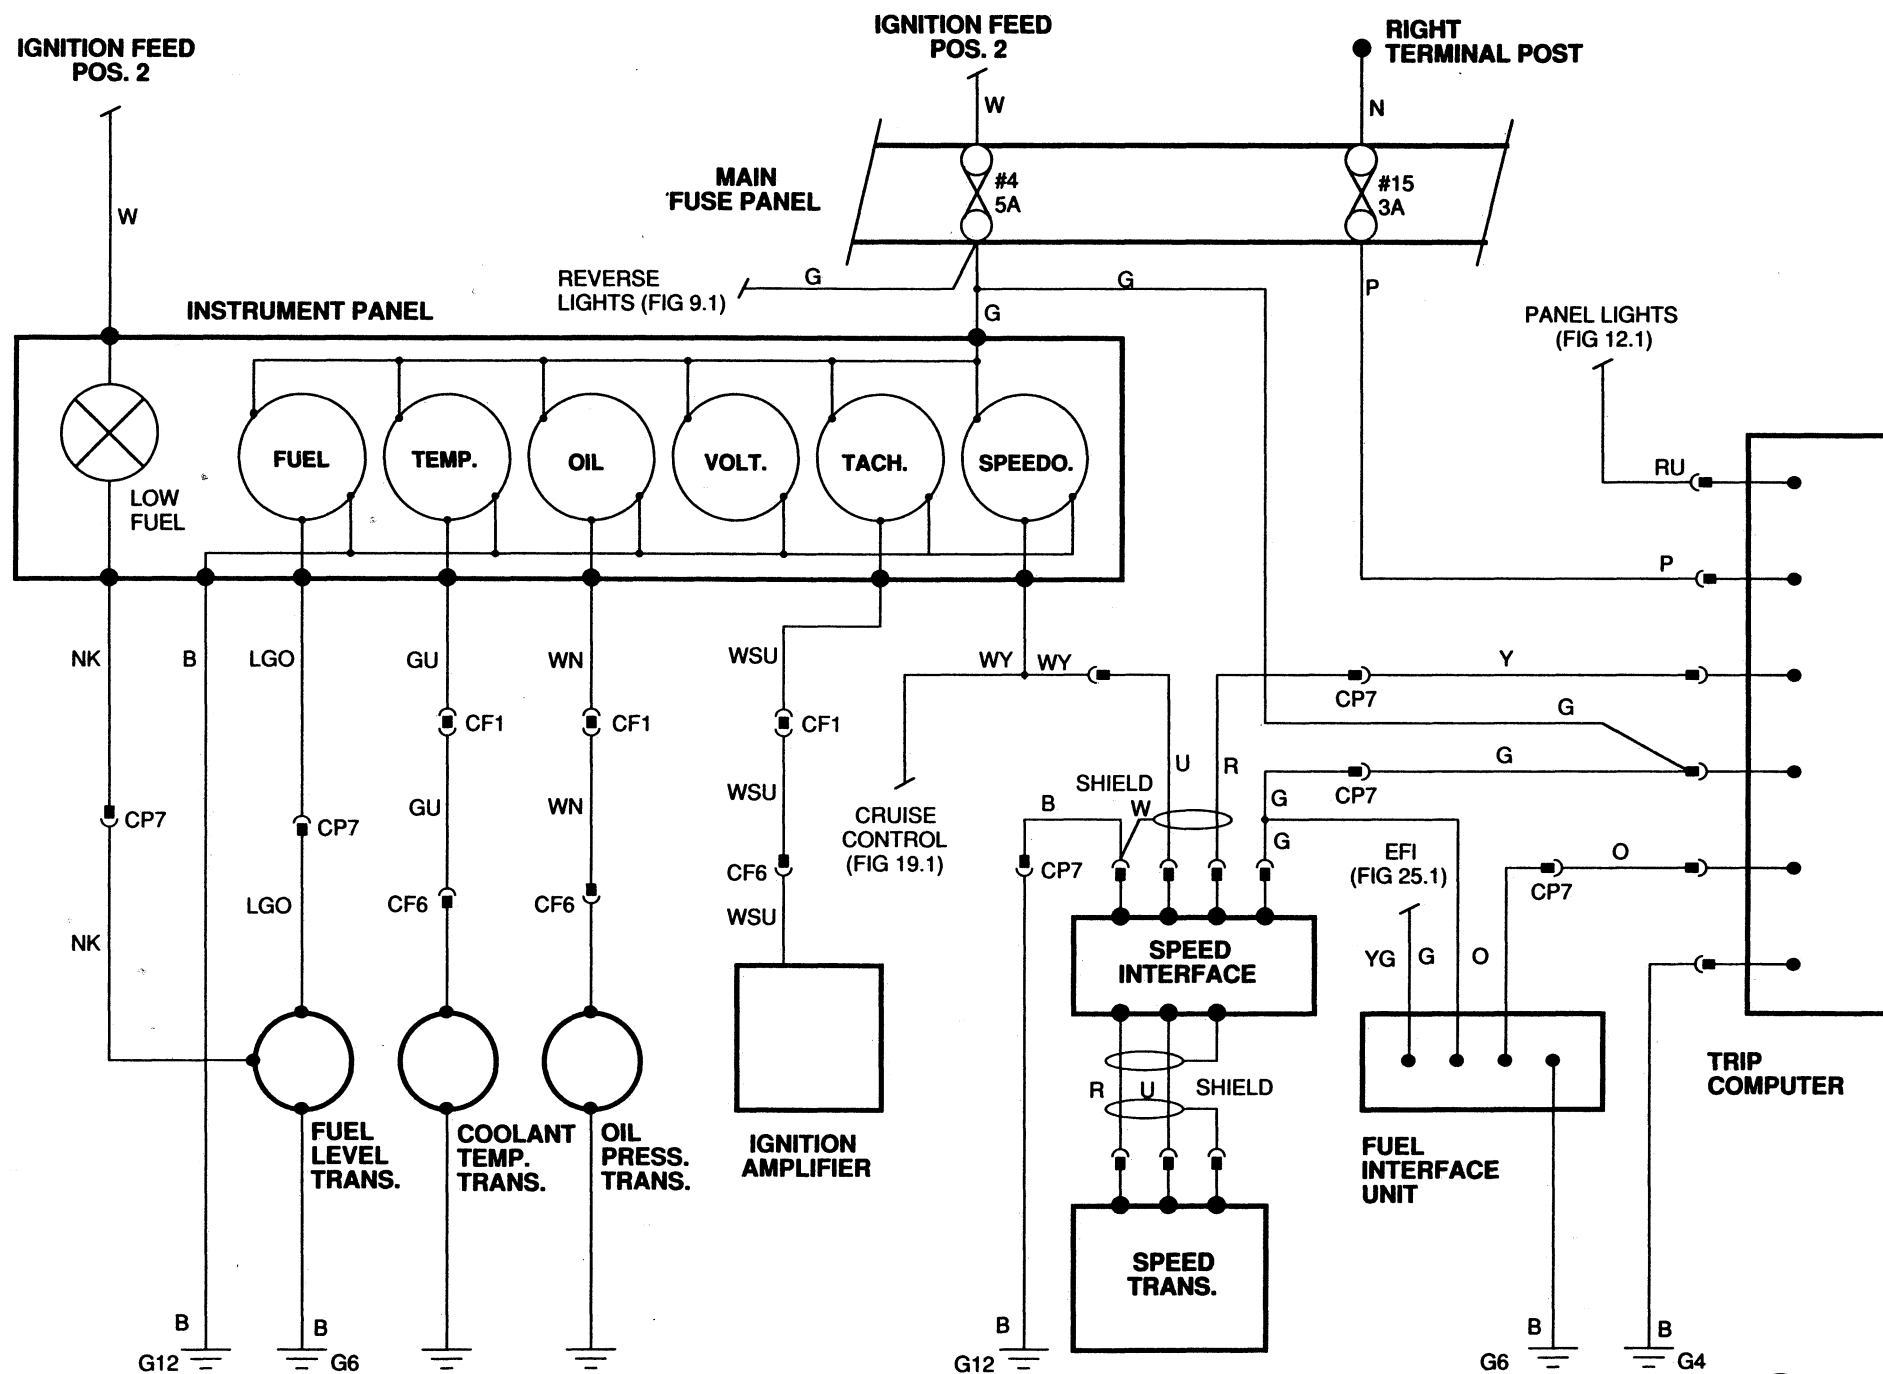 IGNITION FEED
POS. 2
IGNITION FEED
POS. 2
RIGHT
TERMINAL POST
W
N
MAIN
FUSE PANEL
#4
5A
#15
3A
W
REVERSE
LIGHTS (FIG 9.1)
G
G
G
P
INSTRUMENT PANEL
PANEL LIGHTS
(FIG 12.1)
LOW
FUEL
FUEL
TEMP.
OIL
VOLT.
TACH.
SPEEDO.
RU
P
NK
B
LGO
GU
WN
WSU
WY
WY
Y
CP7
G
CF1
CF1
CF1
U
R
G
CP7
SHIELD
W
B
G
G
GU
WN
WSU
CP7
CP7
CRUISE
CONTROL
(FIG 19.1)
CP7
EFI
(FIG 25.1)
O
CP7
CF6
CF6
CF6
LGO
WSU
NK
SPEED
INTERFACE
YG
G
O
R
U
SHIELD
TRIP
COMPUTER
FUEL
LEVEL
TRANS.
COOLANT
TEMP.
TRANS.
OIL
PRESS.
TRANS.
IGNITION
AMPLIFIER
FUEL
INTERFACE
UNIT
SPEED
TRANS.
B
G12
B
G6
B
G12
B
G6
B
G4